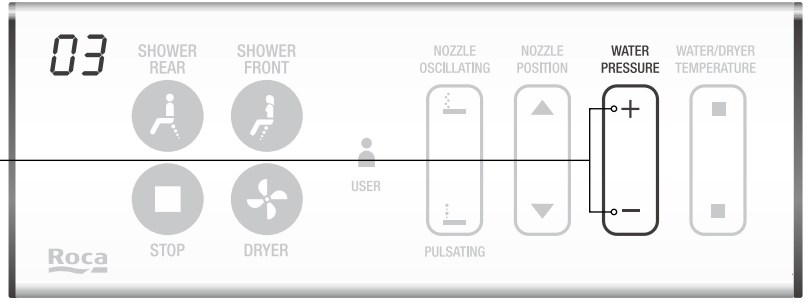 03
SHOWER
REAR
SHOWER
FRONT
NOZZLE
OSCILLATING
NOZZLE
POSITION
WATER
PRESSURE
WATER/DRYER
TEMPERATURE
+
USER
−
STOP
DRYER
PULSATING
Roca